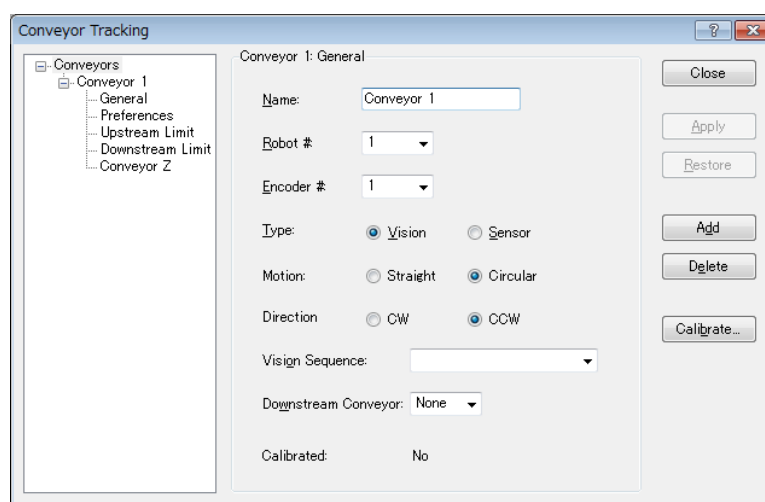 Conveyor Tracking
Conveyors
Conveyor 1
General
Preferences
Upstream Limit
Downstream Limit
Conveyor Z
Conveyor 1: General
Name: Conveyor 1
Robot # 1
Encoder # 1
Type: Vision Sensor
Motion: Straight Circular
Direction CW CCW
Vision Sequence:
Downstream Conveyor: None
Calibrated: No
Close
Apply
Restore
Add
Delete
Calibrate...